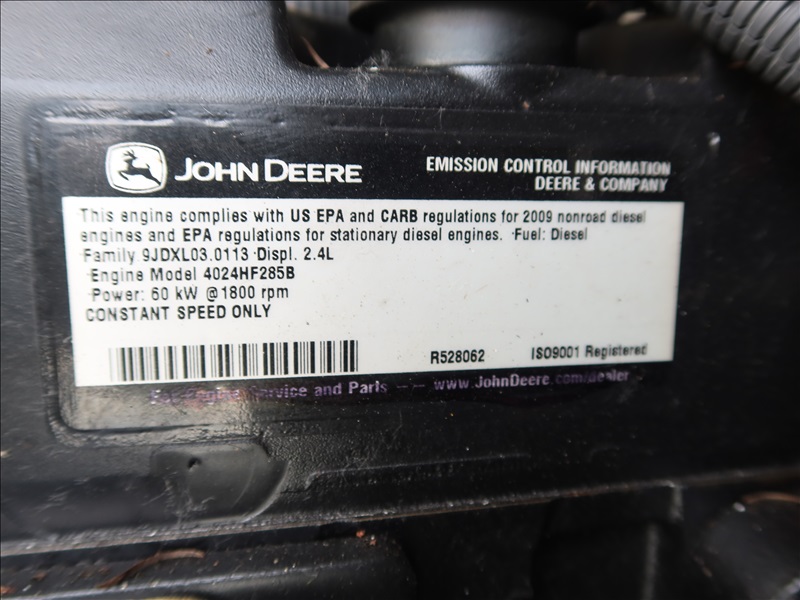 JOHN DEERE
EMISSION CONTROL INFORMATION
DEERE & COMPANY
This engine complies with US EPA and CARB regulations for 2009 nonroad diesel
engines and EPA regulations for stationary diesel engines. ·Fuel: Diesel
·Family 9JDXL03.0113 ·Displ. 2.4L
·Engine Model 4024HF285B
·Power: 60 kW @1800 rpm
CONSTANT SPEED ONLY
R528062 ISO9001 Registered
For Engine Service and Parts -- www.JohnDeere.com/dealer